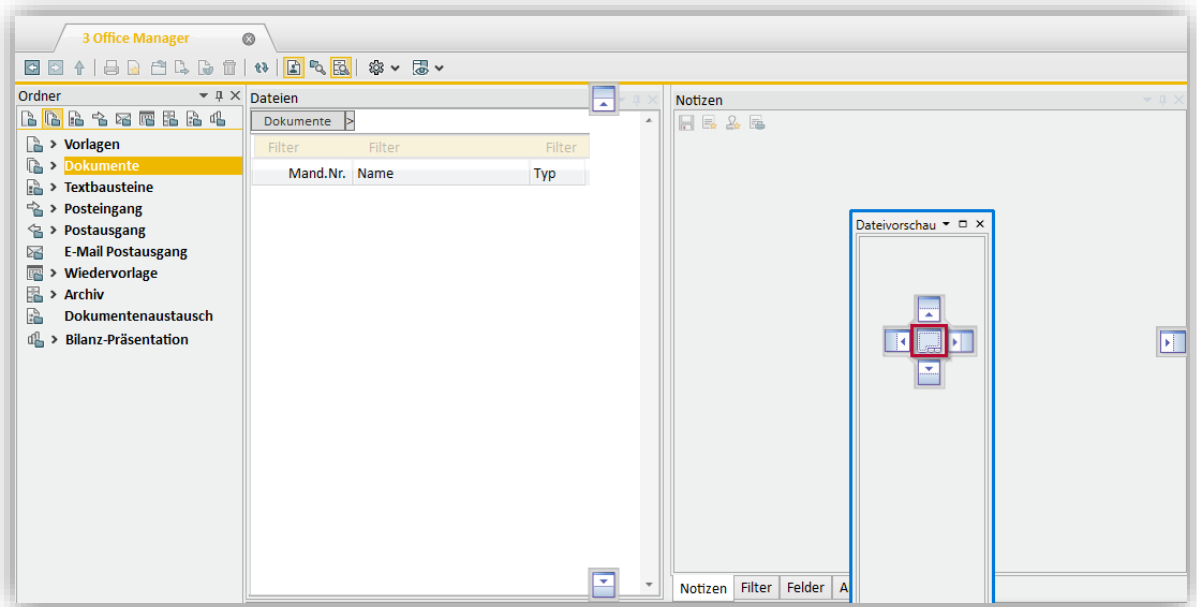 3 Office Manager
Ordner
Vorlagen
Dokumente
Textbausteine
Posteingang
Postausgang
E-Mail Postausgang
Wiedervorlage
Archiv
Dokumentenaustausch
Bilanz-Präsentation
Dateien
Dokumente >
Filter Filter Filter
Mand.Nr. Name Typ
Notizen
Dateivorschau
Notizen Filter Felder